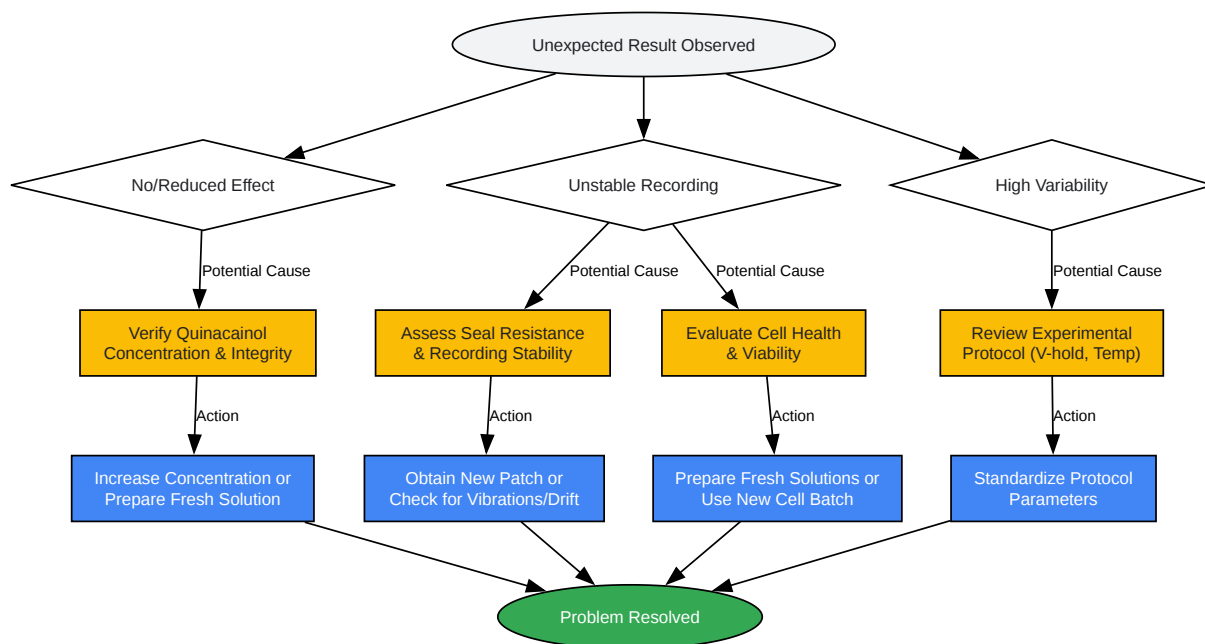 Unexpected Result Observed
No/Reduced Effect
Unstable Recording
High Variability
Potential Cause
Potential Cause
Potential Cause
Potential Cause
Verify Quinacainol
Concentration & Integrity
Assess Seal Resistance
& Recording Stability
Evaluate Cell Health
& Viability
Review Experimental
Protocol (V-hold, Temp)
Action
Action
Action
Action
Increase Concentration or
Prepare Fresh Solution
Obtain New Patch or
Check for Vibrations/Drift
Prepare Fresh Solutions or
Use New Cell Batch
Standardize Protocol
Parameters
Problem Resolved